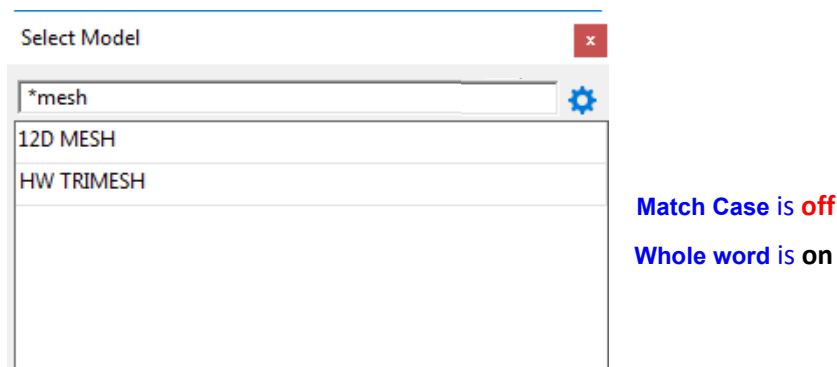 Select Model
x
*mesh
12D MESH
HW TRIMESH
Match Case is off
Whole word is on